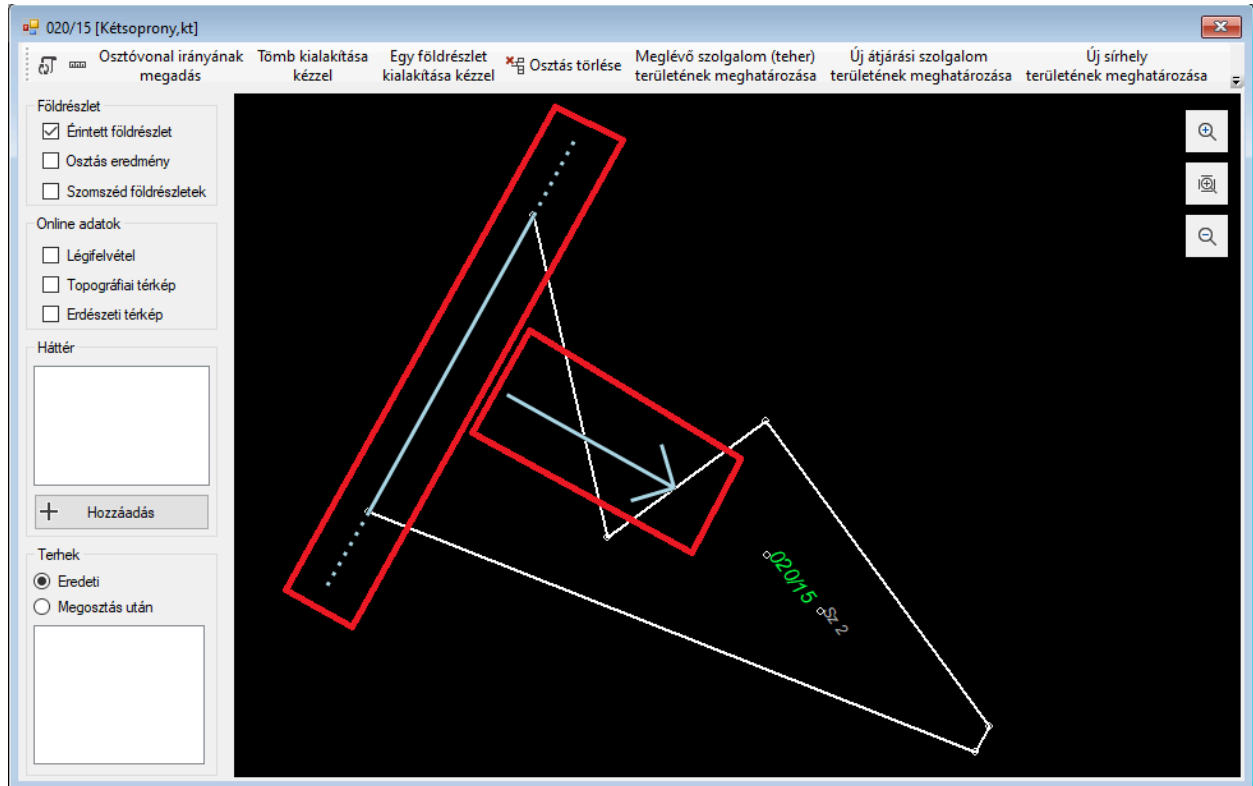 020/15 [Kétsoprony,kt]
Osztóvonal irányának megadás
Tömb kialakítása kézzel
Egy földrészlet kialakítása kézzel
Osztás törlése
Meglévő szolgalom (teher) területének meghatározása
Új átjárási szolgalom területének meghatározása
Új sírhely területének meghatározása
Földrészlet
Érintett földrészlet
Osztás eredmény
Szomszéd földrészletek
Online adatok
Légifelvétel
Topográfiai térkép
Erdészeti térkép
Háttér
Hozzáadás
Terhek
Eredeti
Megosztás után
020/15
Sz 2